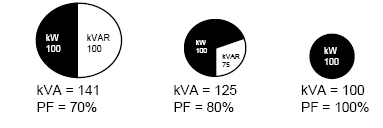 kW
100
kVAR
100
kVA = 141
PF = 70%
kW
100
kVAR
75
kVA = 125
PF = 80%
kW
100
kVA = 100
PF = 100%